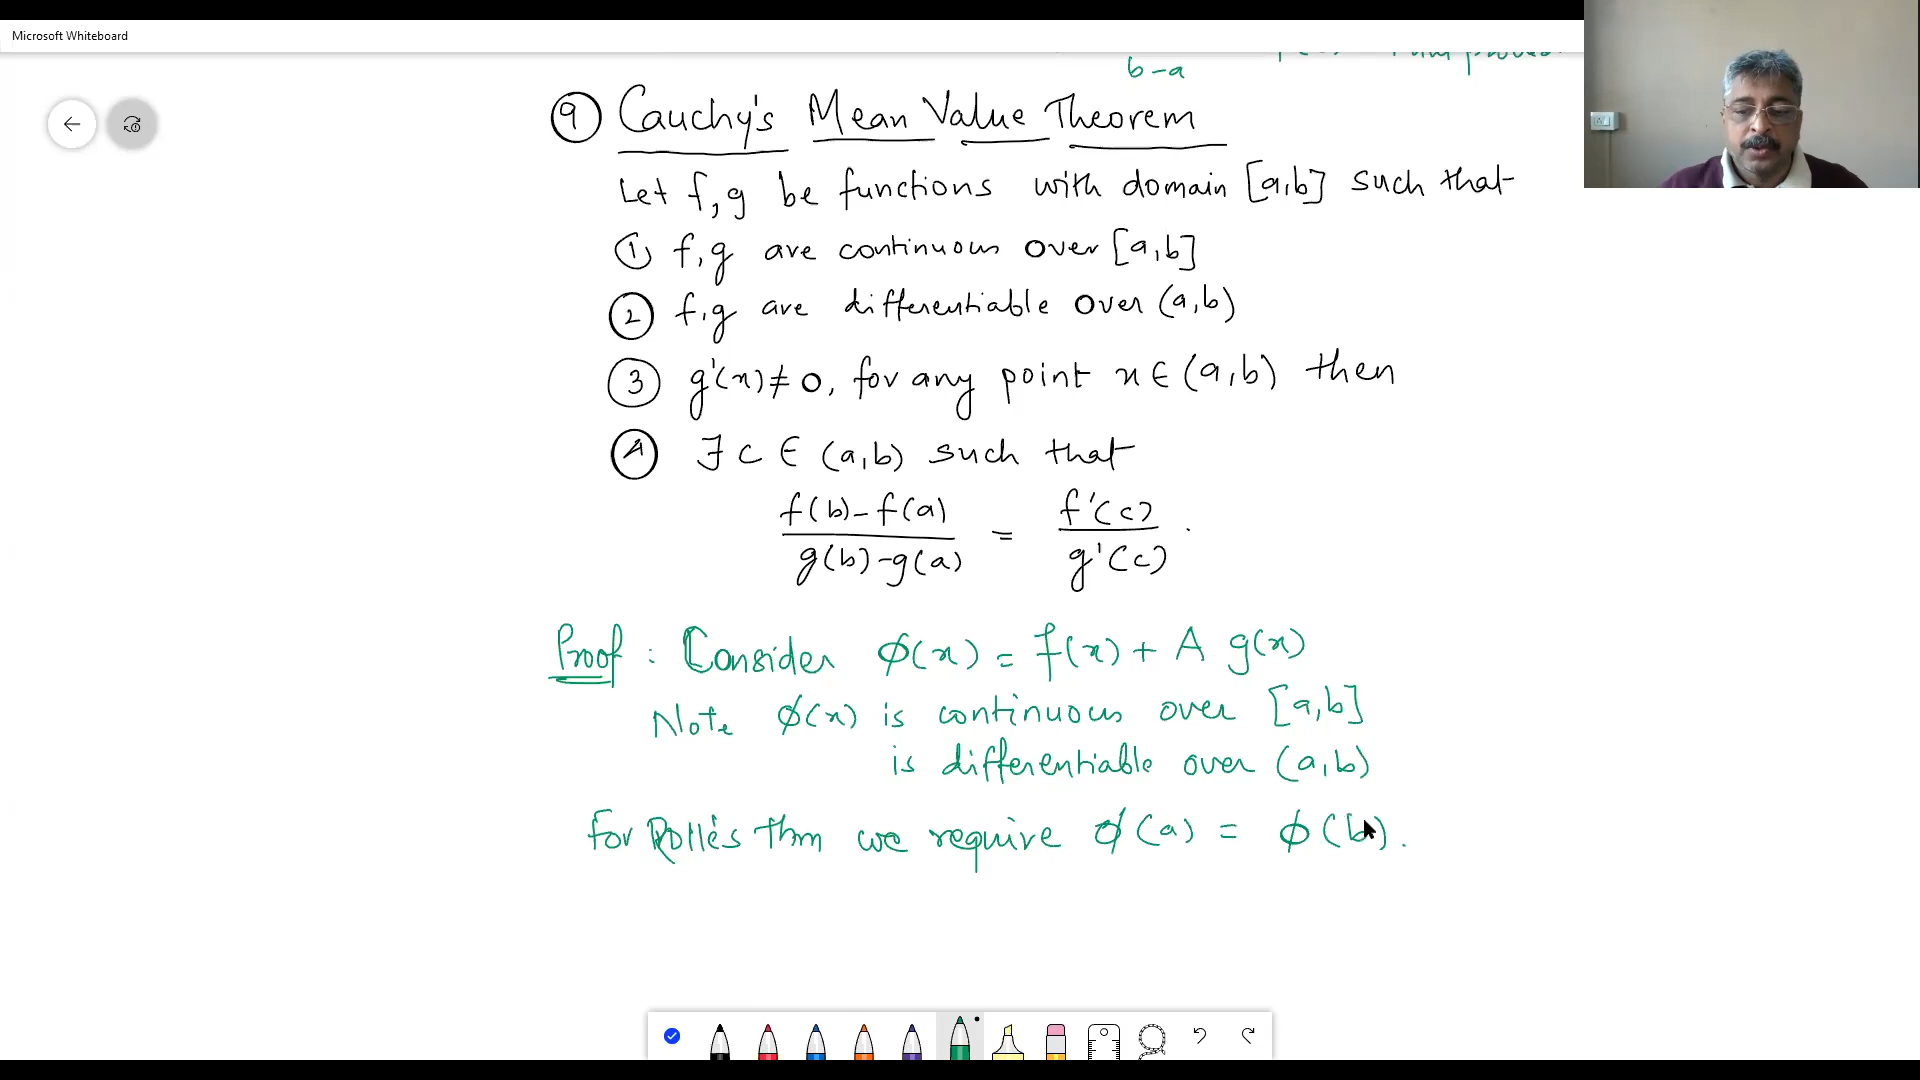 Microsoft Whiteboard
b-a
⑨ Cauchy's Mean Value Theorem
Let f,g be functions with domain [a,b] such that
① f,g are continuous over [a,b]
② f,g are differentiable over (a,b)
③ g'(x)≠0, for any point x∈(a,b) then
④ ∃ c ∈ (a,b) such that
f(b)-f(a) / g(b)-g(a) = f'(c) / g'(c) .
Proof : Consider φ(x) = f(x) + A g(x)
Note φ(x) is continuous over [a,b]
is differentiable over (a,b)
For Rolle's thm we require φ(a) = φ(b).